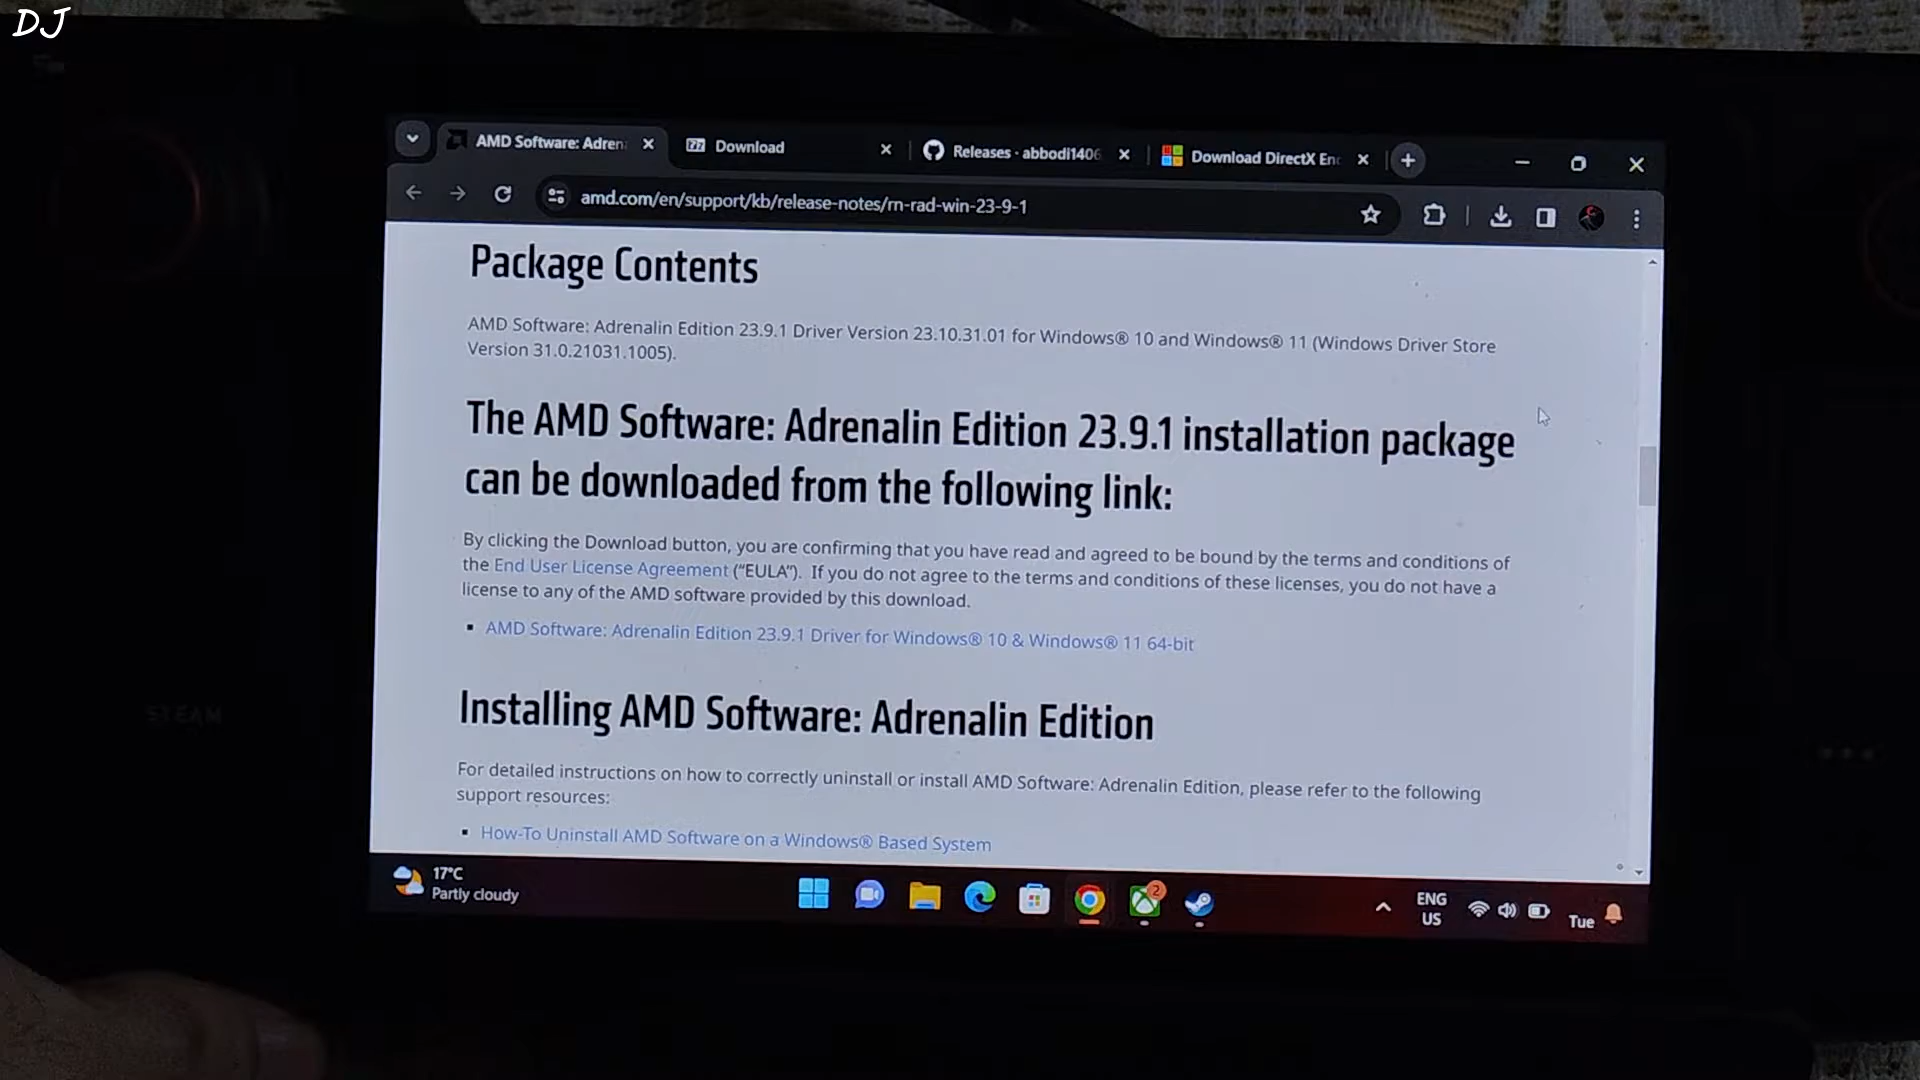 DJ
AMD Software: Adren
Download
Releases · abbodi1406
Download DirectX En
amd.com/en/support/kb/release-notes/rn-rad-win-23-9-1
Package Contents
AMD Software: Adrenalin Edition 23.9.1 Driver Version 23.10.31.01 for Windows® 10 and Windows® 11 (Windows Driver Store
Version 31.0.21031.1005).
The AMD Software: Adrenalin Edition 23.9.1 installation package
can be downloaded from the following link:
By clicking the Download button, you are confirming that you have read and agreed to be bound by the terms and conditions of
the End User License Agreement (“EULA”). If you do not agree to the terms and conditions of these licenses, you do not have a
license to any of the AMD software provided by this download.
▪ AMD Software: Adrenalin Edition 23.9.1 Driver for Windows® 10 & Windows® 11 64-bit
Installing AMD Software: Adrenalin Edition
STEAM
For detailed instructions on how to correctly uninstall or install AMD Software: Adrenalin Edition, please refer to the following
support resources:
▪ How-To Uninstall AMD Software on a Windows® Based System
17°C
Partly cloudy
2
ENG
US
Tue